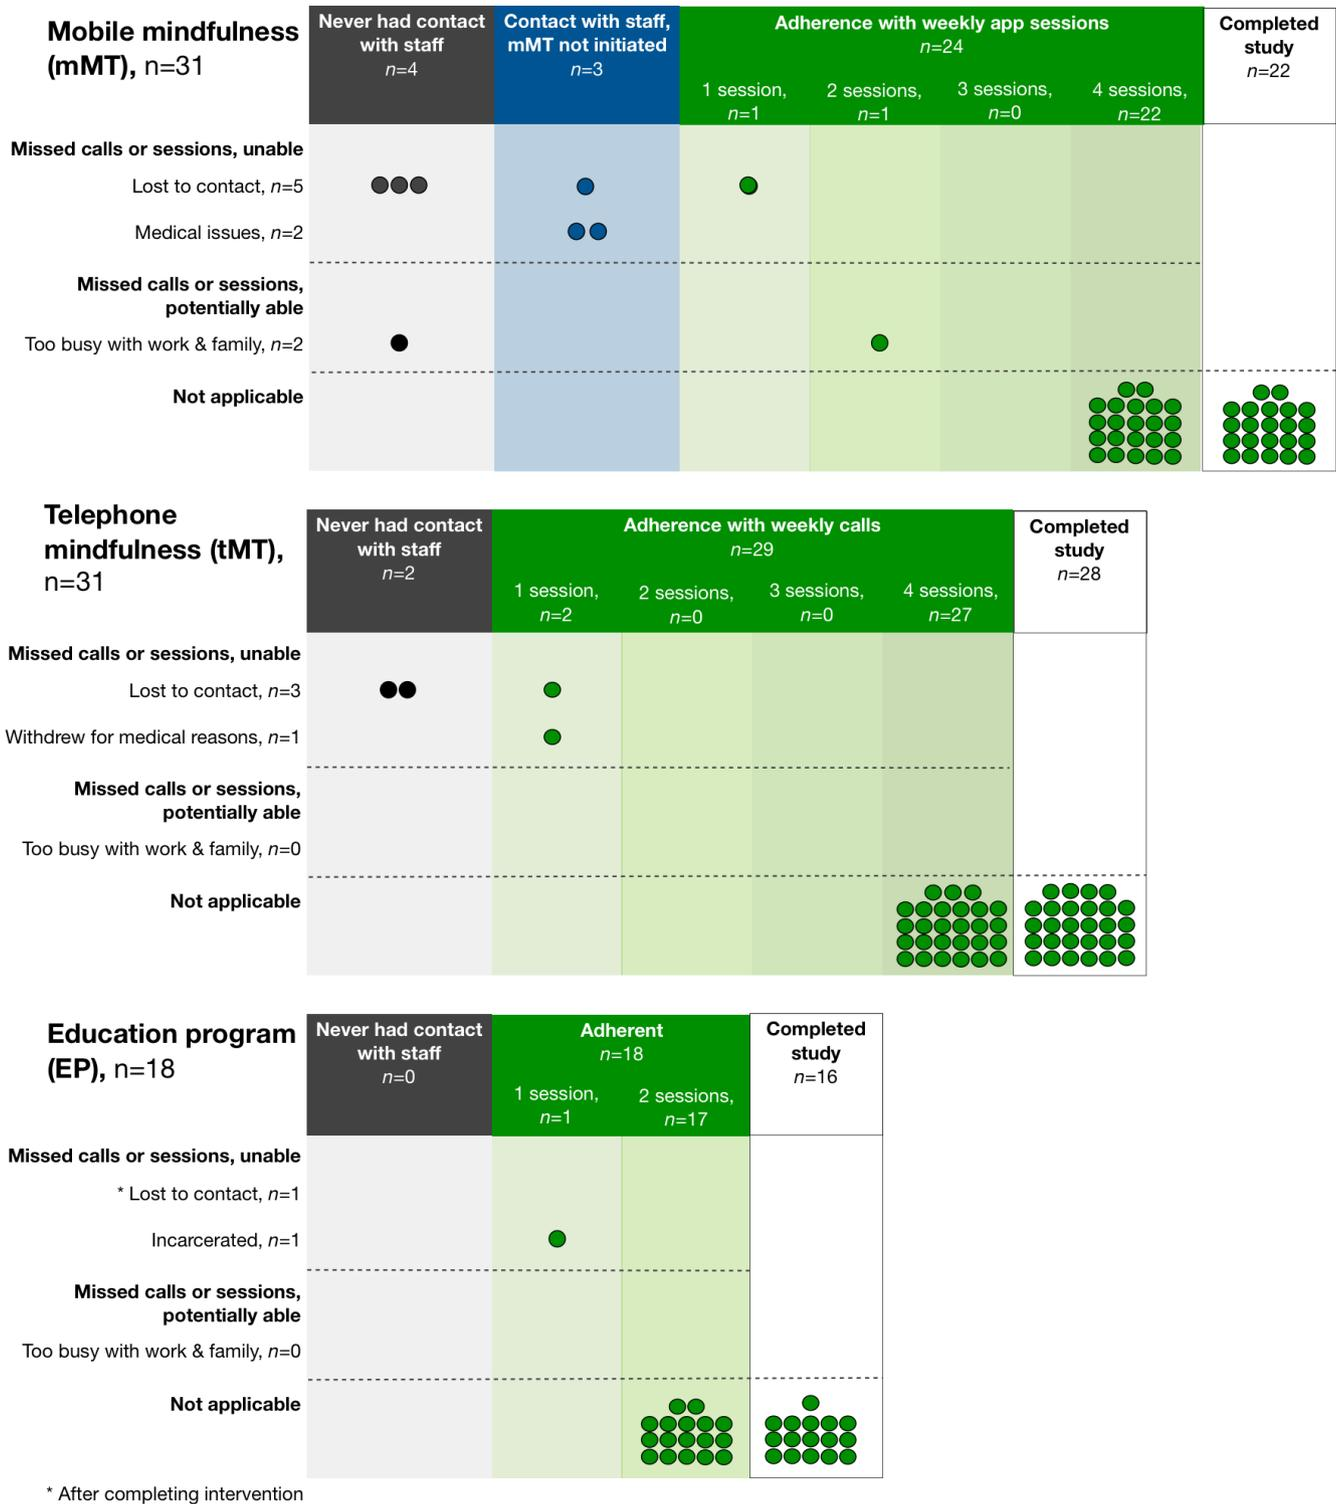 Mobile mindfulness
(mMT), n=31
Never had contact
with staff
n=4
Contact with staff,
mMT not initiated
n=3
Adherence with weekly app sessions
n=24
1 session,
n=1
2 sessions,
n=1
3 sessions,
n=0
4 sessions,
n=22
Completed
study
n=22
Missed calls or sessions, unable
Lost to contact, n=5
Medical issues, n=2
Missed calls or sessions,
potentially able
Too busy with work & family, n=2
Not applicable
Telephone
mindfulness (tMT),
n=31
Never had contact
with staff
n=2
Adherence with weekly calls
n=29
1 session,
n=2
2 sessions,
n=0
3 sessions,
n=0
4 sessions,
n=27
Completed
study
n=28
Missed calls or sessions, unable
Lost to contact, n=3
Withdrew for medical reasons, n=1
Missed calls or sessions,
potentially able
Too busy with work & family, n=0
Not applicable
Education program
(EP), n=18
Never had contact
with staff
n=0
Adherent
n=18
1 session,
n=1
2 sessions,
n=17
Completed
study
n=16
Missed calls or sessions, unable
* Lost to contact, n=1
Incarcerated, n=1
Missed calls or sessions,
potentially able
Too busy with work & family, n=0
Not applicable
* After completing intervention